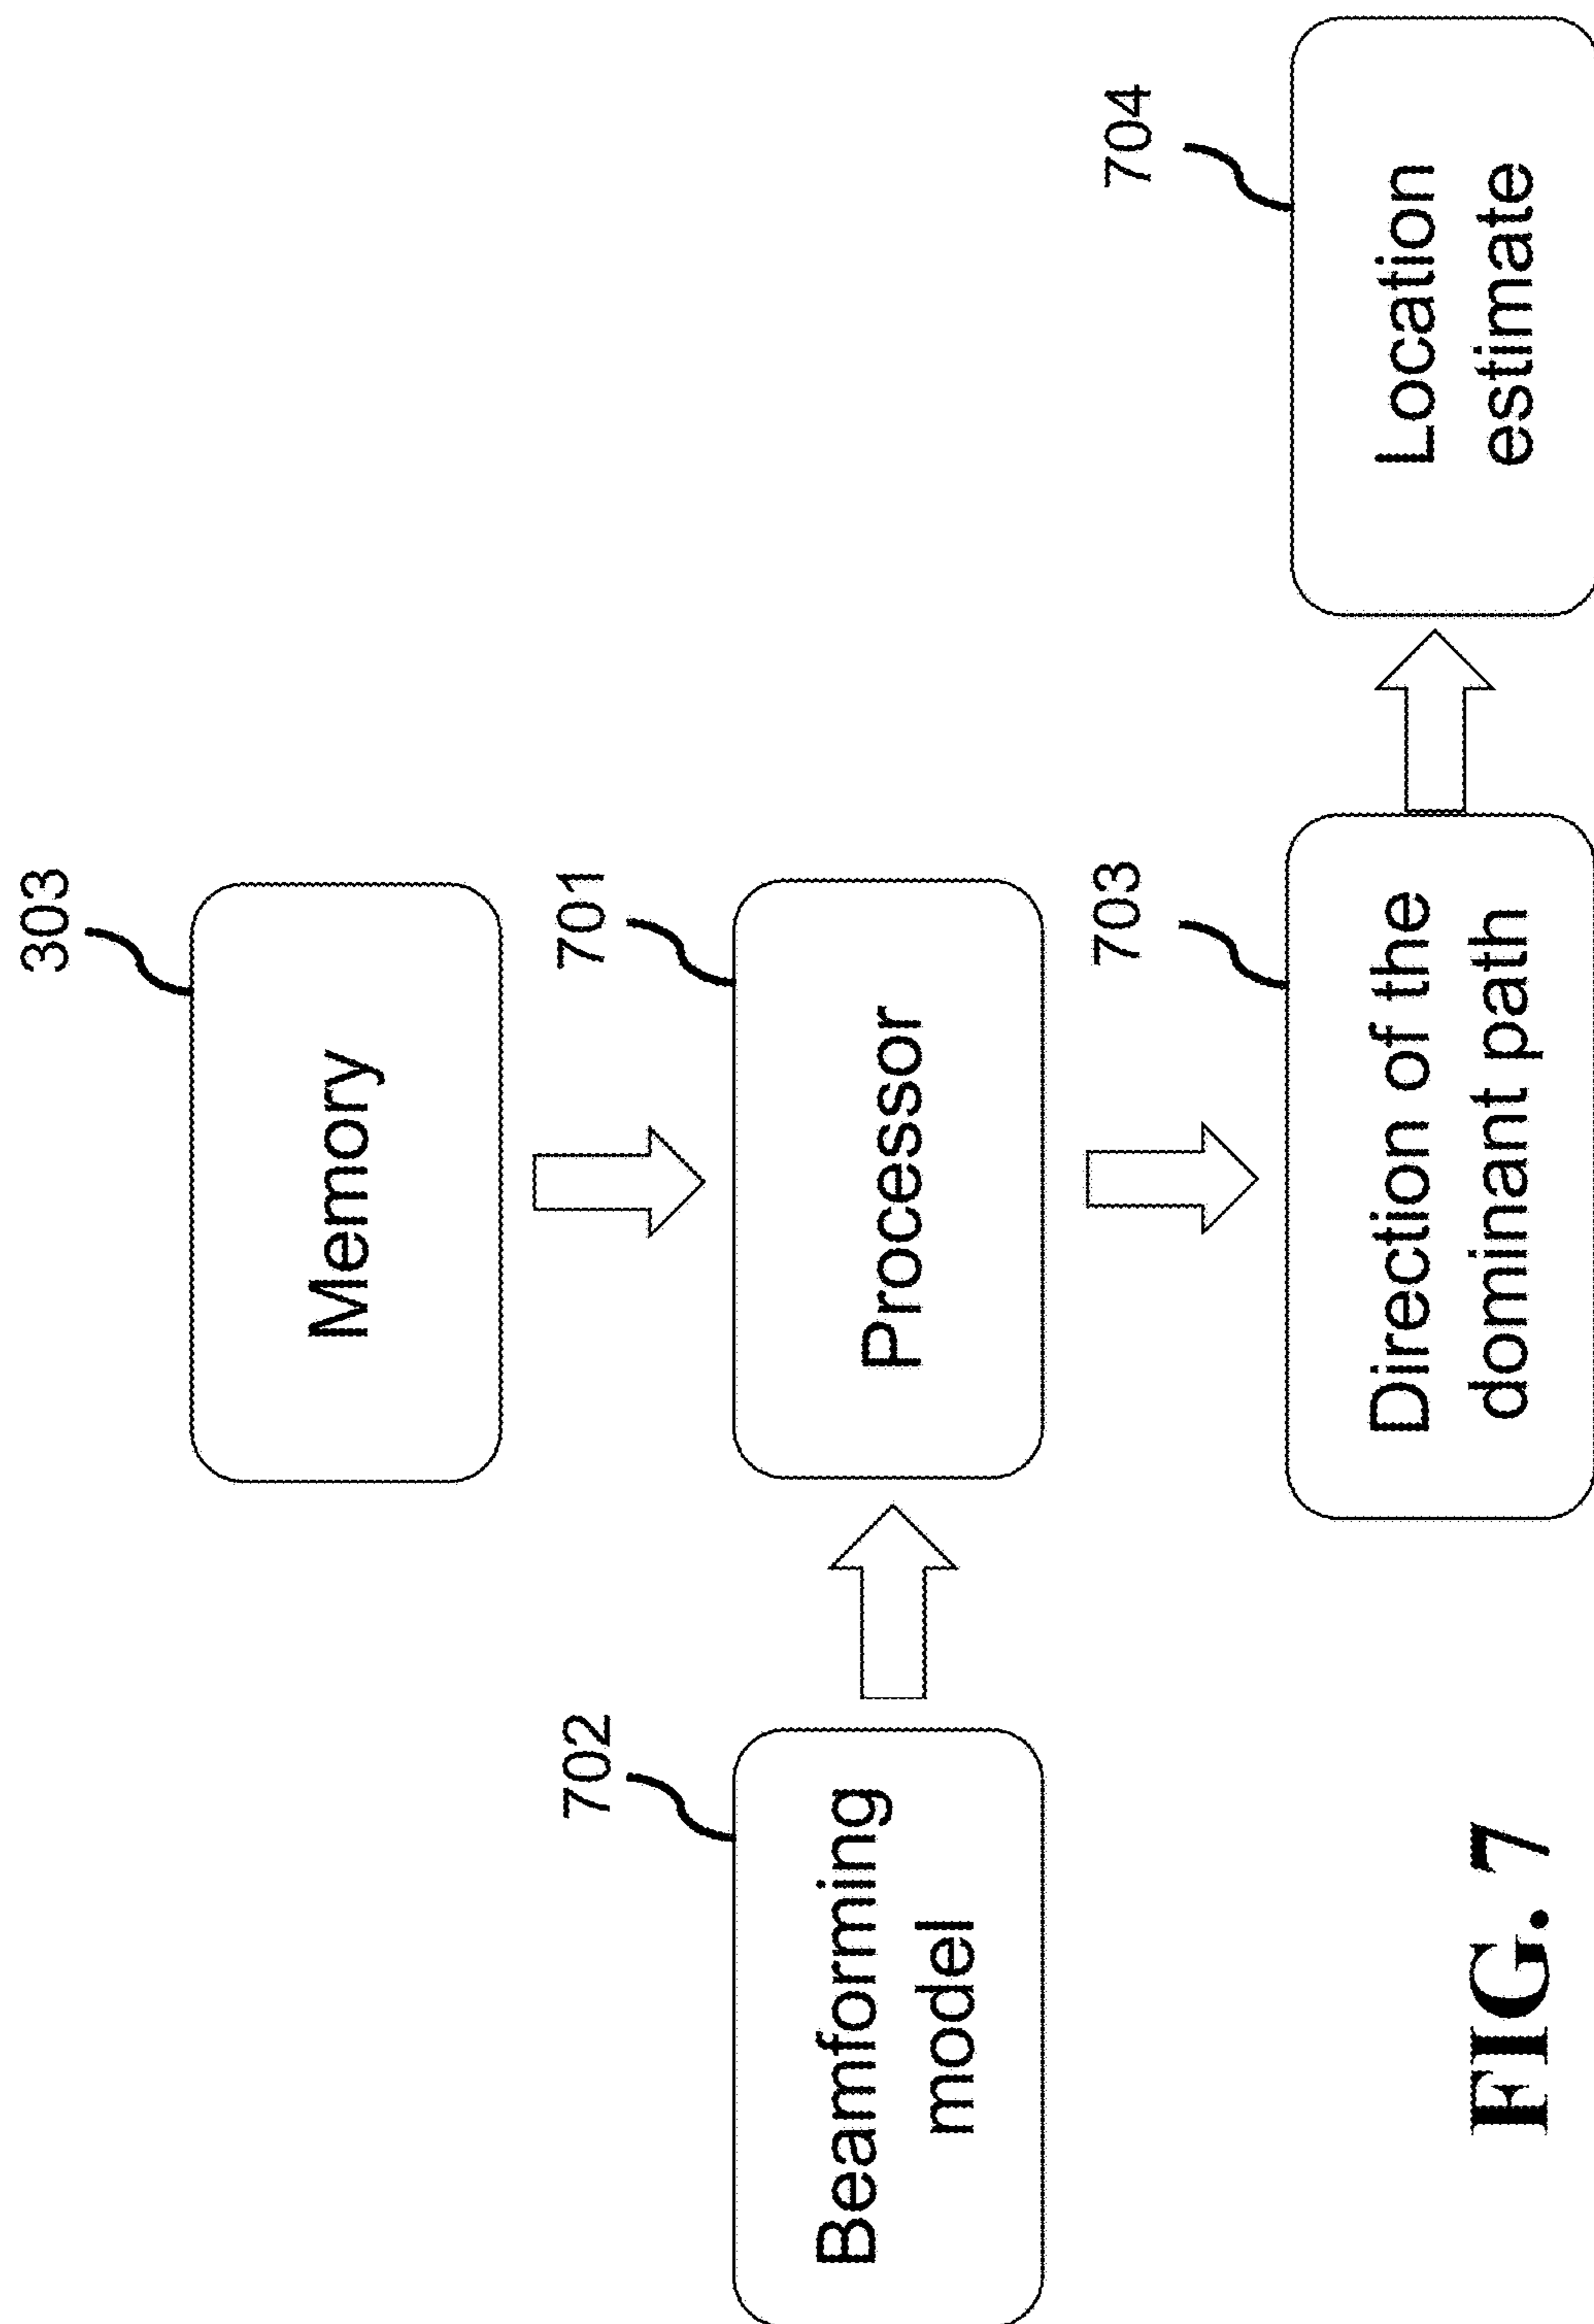 303
Memory
702
Beamforming
model
701
Processor
703
Direction of the
dominant path
704
Location
estimate
FIG. 7